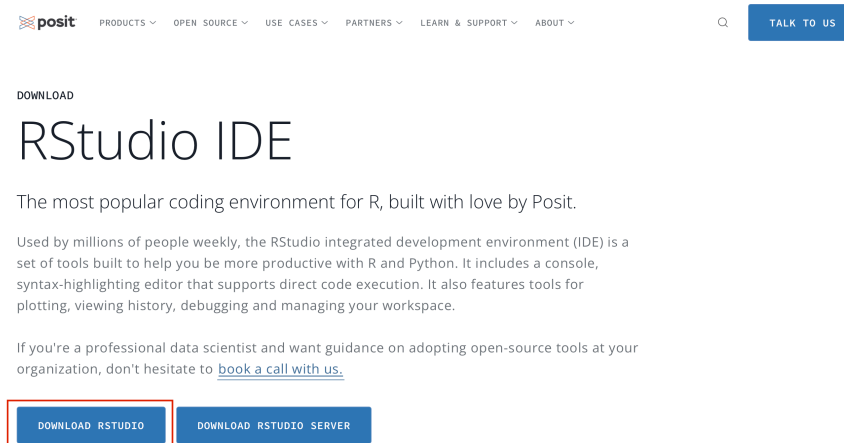 posit PRODUCTS OPEN SOURCE USE CASES PARTNERS LEARN & SUPPORT ABOUT TALK TO US
DOWNLOAD
RStudio IDE
The most popular coding environment for R, built with love by Posit.
Used by millions of people weekly, the RStudio integrated development environment (IDE) is a
set of tools built to help you be more productive with R and Python. It includes a console,
syntax-highlighting editor that supports direct code execution. It also features tools for
plotting, viewing history, debugging and managing your workspace.
If you're a professional data scientist and want guidance on adopting open-source tools at your
organization, don't hesitate to book a call with us.
DOWNLOAD RSTUDIO DOWNLOAD RSTUDIO SERVER